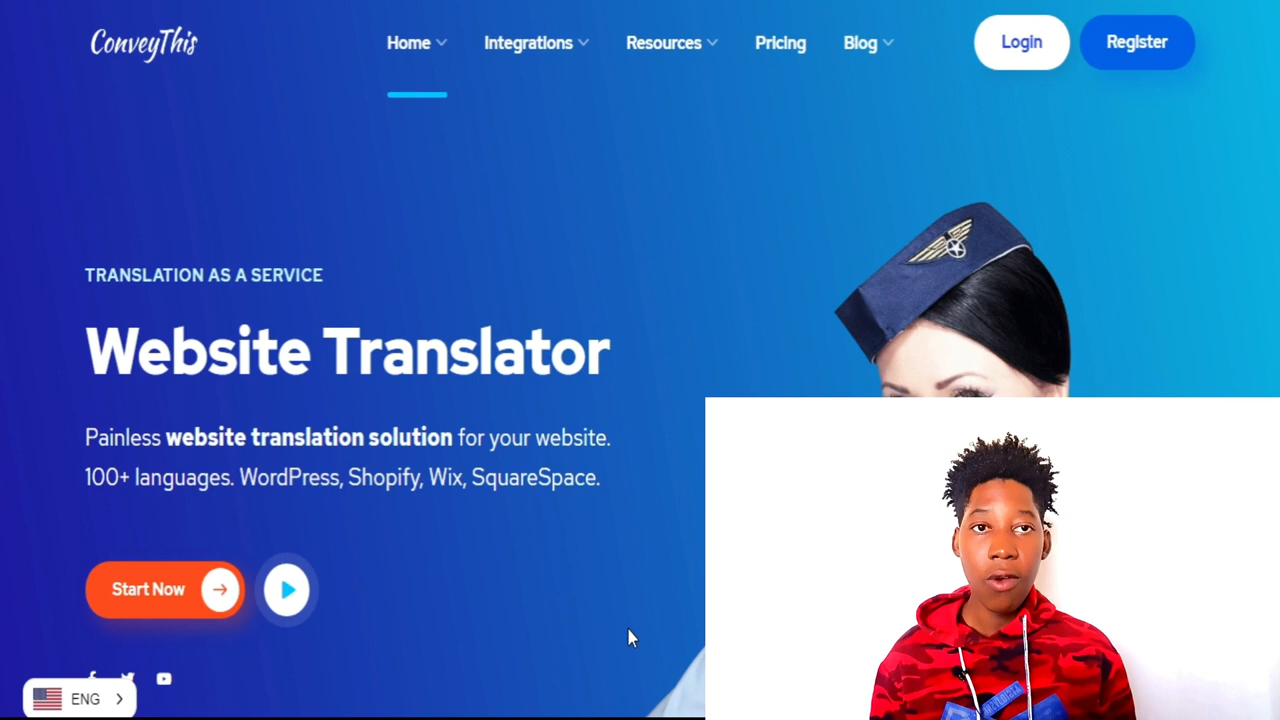 ConveyThis
Home
Integrations
Resources
Pricing
Blog
Login
Register
TRANSLATION AS A SERVICE
Website Translator
Painless website translation solution for your website.
100+ languages. WordPress, Shopify, Wix, SquareSpace.
Start Now
ENG